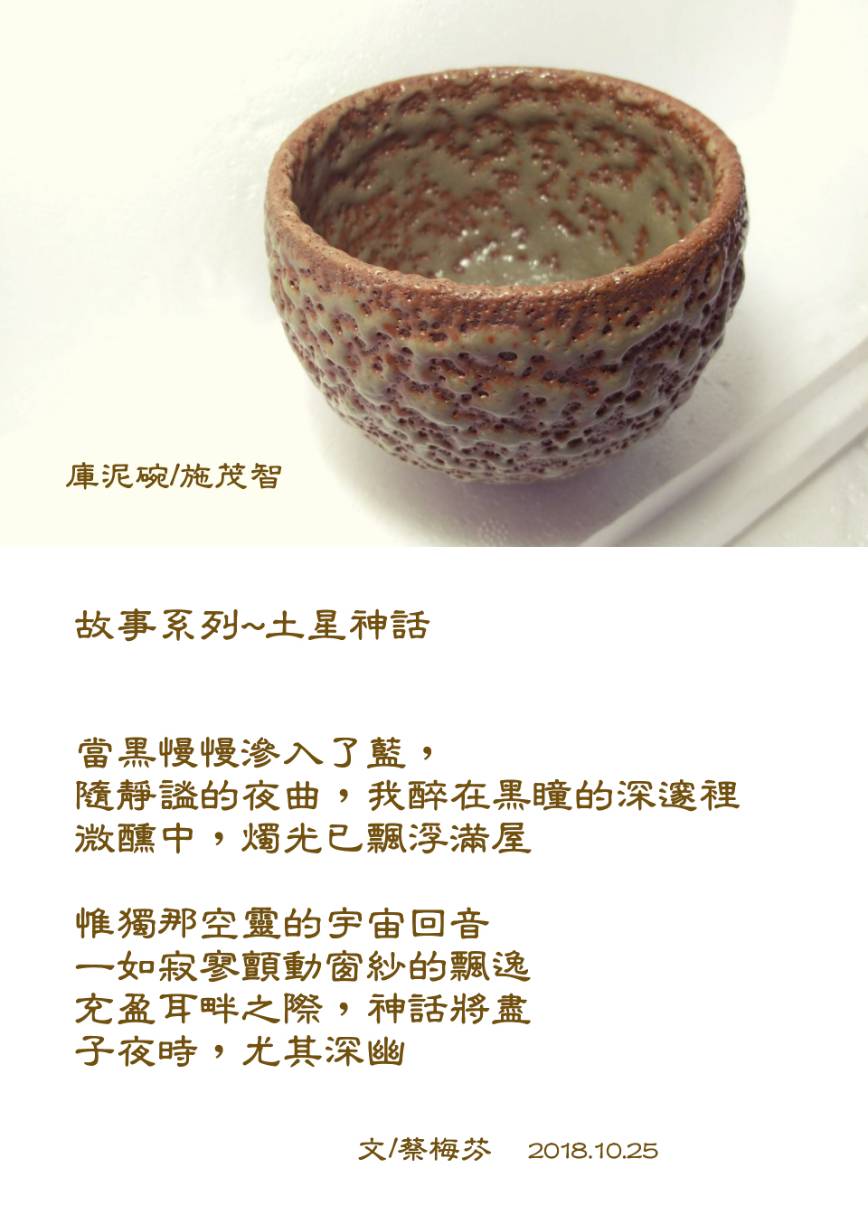 庫泥碗/施茂智
故事系列~土星神話
當黑慢慢滲入了藍，
隨靜謐的夜曲，我醉在黑瞳的深邃裡
微醺中，燭光已飄浮滿屋
惟獨那空靈的宇宙回音
一如寂寥顫動窗紗的飄逸
充盈耳畔之際，神話將盡
子夜時，尤其深幽
文/蔡梅芬 2018.10.25